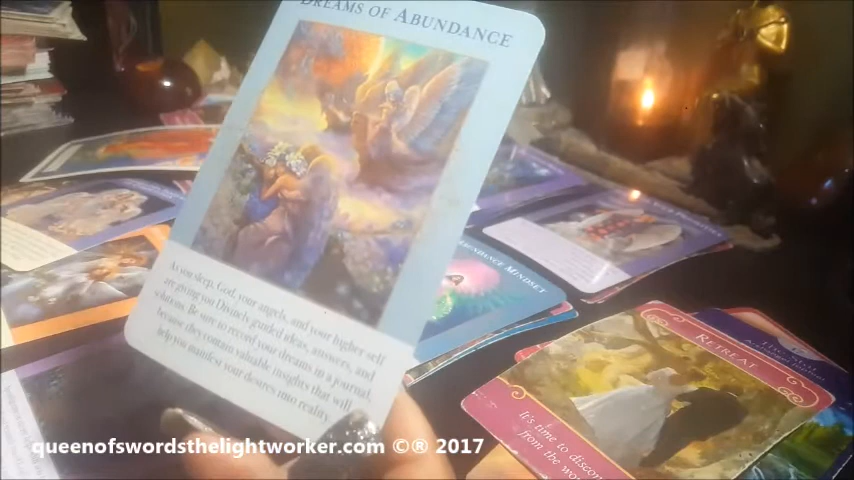 DREAMS OF ABUNDANCE
As you sleep, God, your angels, and your higher self
are giving you Divinely guided ideas, answers, and
solutions. Be sure to record your dreams in a journal,
because they contain valuable insights that will
help you manifest your desires into reality.
ABUNDANCE MINDSET
RETREAT
It's time to
from the
queenofswordsthelightworker.com ©® 2017